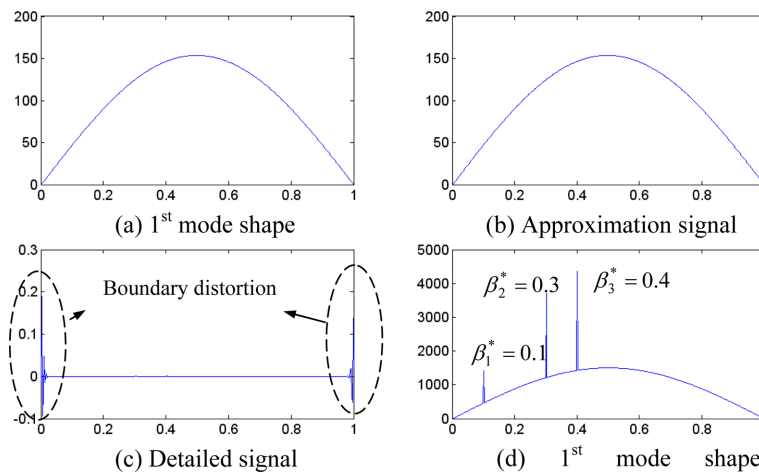 200
150
100
50
0
0 0.2 0.4 0.6 0.8 1
(a) 1st mode shape
200
150
100
50
0
0 0.2 0.4 0.6 0.8
(b) Approximation signal
0.3
0.2
0.1
0
-0.1
0 0.2 0.4 0.6 0.8 1
Boundary distortion
(c) Detailed signal
5000
4000
3000
2000
1000
0
0 0.2 0.4 0.6 0.8
β₁* = 0.1
β₂* = 0.3
β₃* = 0.4
(d) 1st mode shape